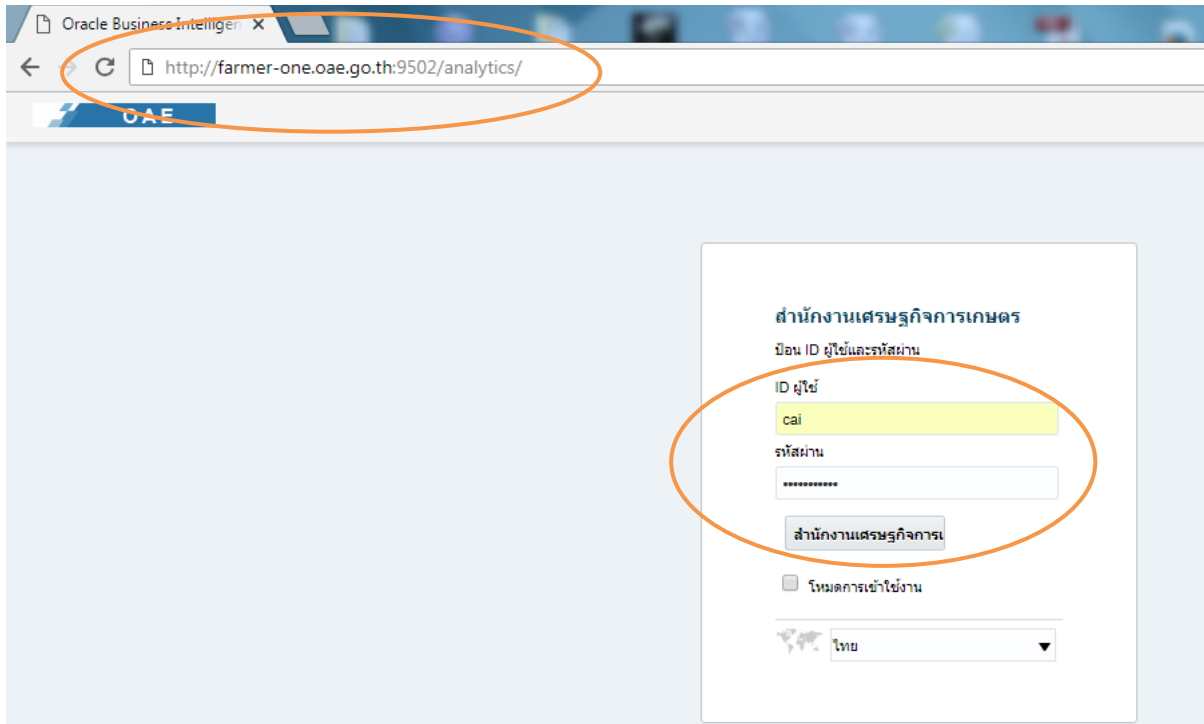 Oracle Business Intelligen
http://farmer-one.oae.go.th:9502/analytics/
OAE
สำนักงานเศรษฐกิจการเกษตร
ป้อน ID ผู้ใช้และรหัสผ่าน
ID ผู้ใช้
cai
รหัสผ่าน
•••••••••••
สำนักงานเศรษฐกิจการเ
โหมดการเข้าใช้งาน
ไทย